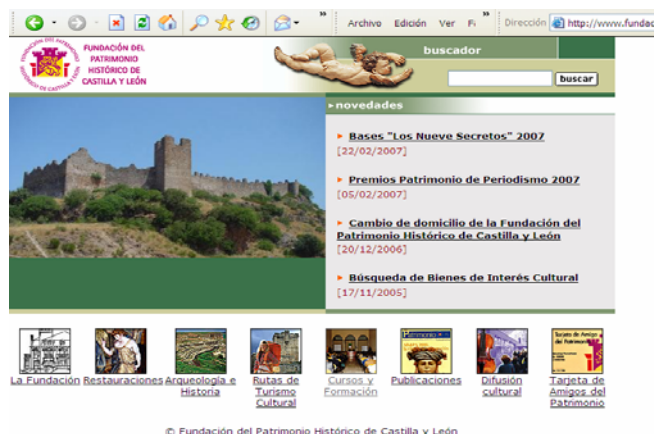 Archivo Edición Ver
Dirección http://www.fundac
FUNDACIÓN DEL
PATRIMONIO
HISTÓRICO DE
CASTILLA Y LEÓN
buscador
buscar
novedades
Bases "Los Nueve Secretos" 2007
[22/02/2007]
Premios Patrimonio de Periodismo 2007
[05/02/2007]
Cambio de domicilio de la Fundación del
Patrimonio Histórico de Castilla y León
[20/12/2006]
Búsqueda de Bienes de Interés Cultural
[17/11/2005]
La Fundación
Restauraciones
Arqueología e
Historia
Rutas de
Turismo
Cultural
Cursos y
Formación
Publicaciones
Difusión
cultural
Tarjeta de
Amigos del
Patrimonio
© Fundación del Patrimonio Histórico de Castilla y León